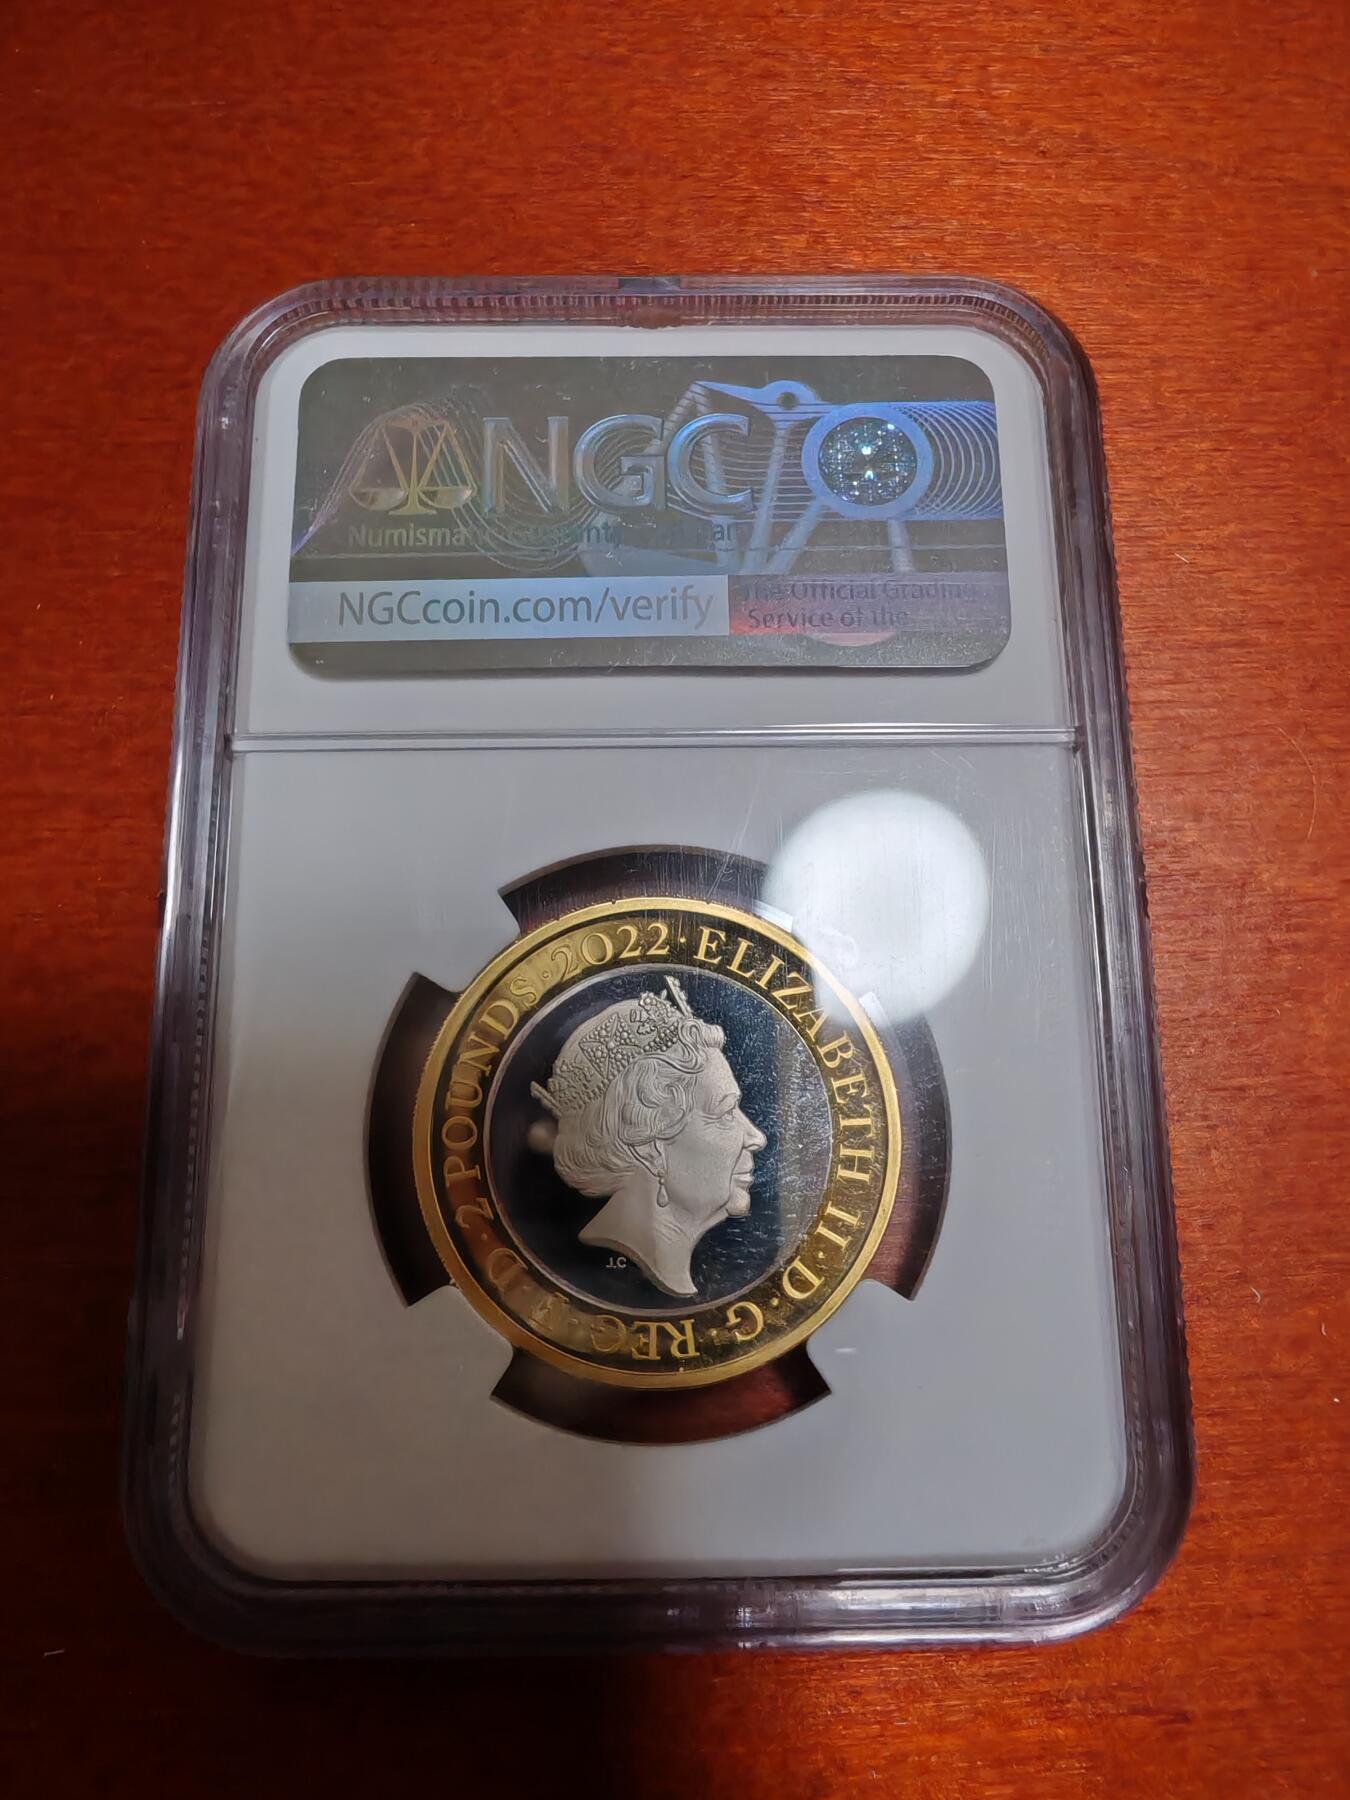 NGC
NGCcoin.com/verify
The Official Grading
Service of the
2 POUNDS · 2022 · ELIZABETH II · D · G · REG · F · D ·
J.C